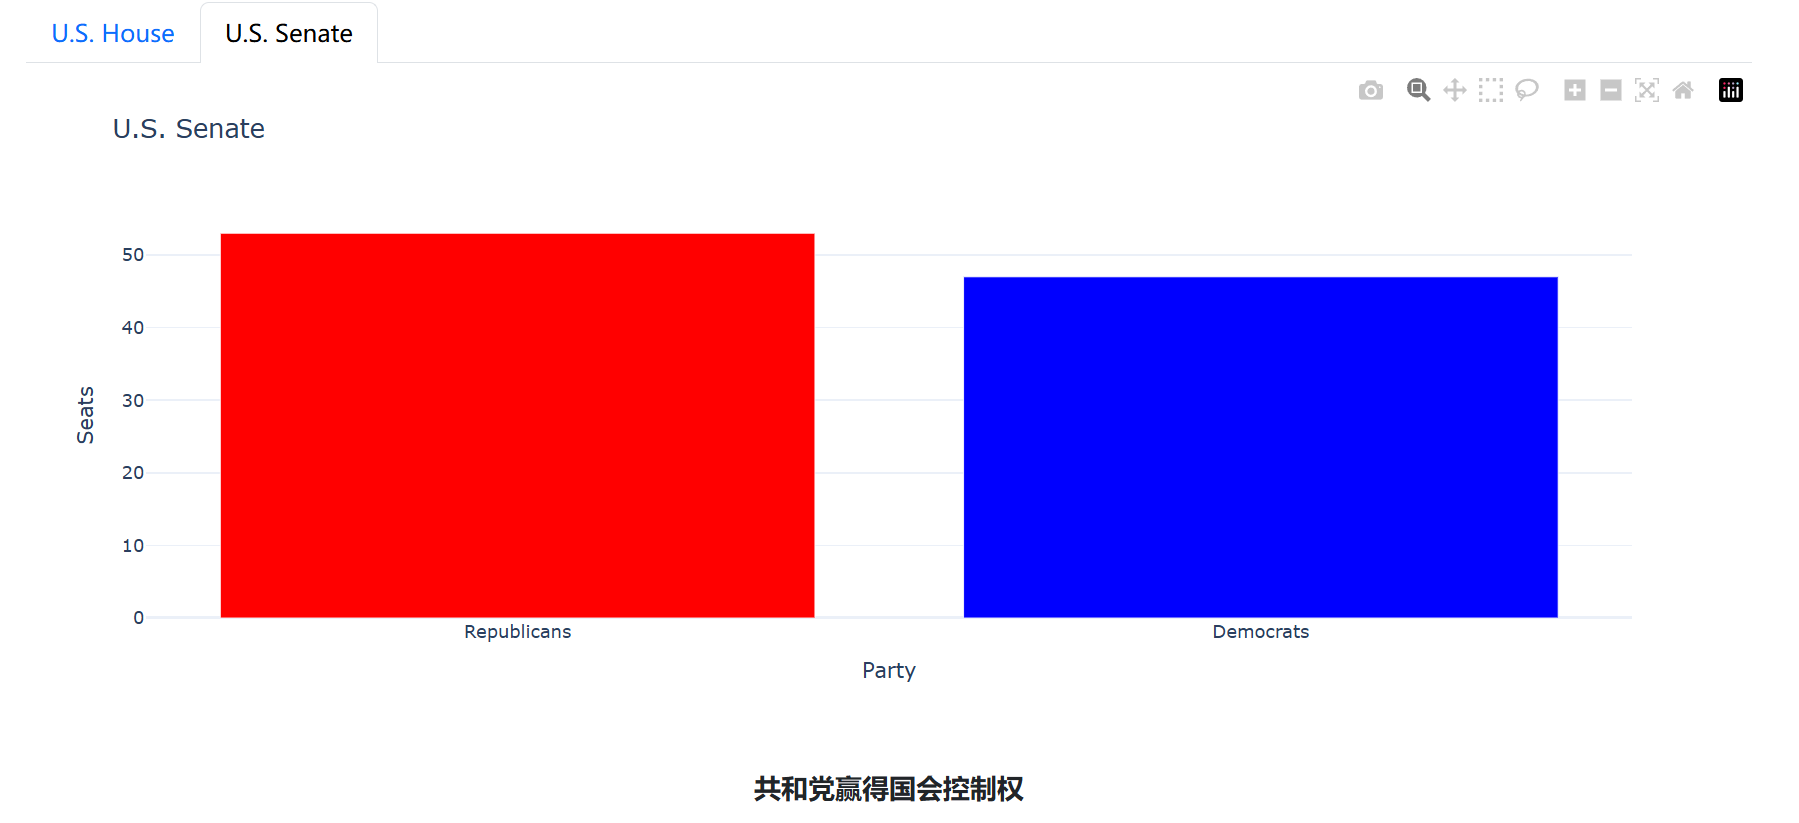 U.S. House
U.S. Senate
U.S. Senate
50
40
30
20
10
0
Seats
Republicans
Democrats
Party
共和党赢得国会控制权